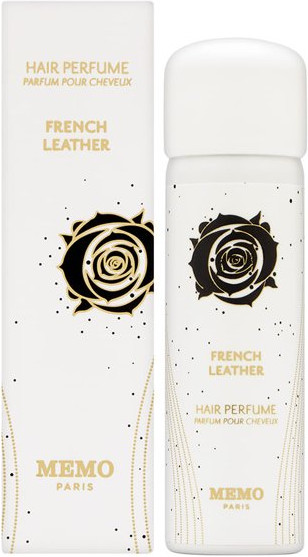 HAIR PERFUME
PARFUM POUR CHEVEUX
FRENCH
LEATHER
MEMO
PARIS
FRENCH
LEATHER
HAIR PERFUME
PARFUM POUR CHEVEUX
MEMO
PARIS